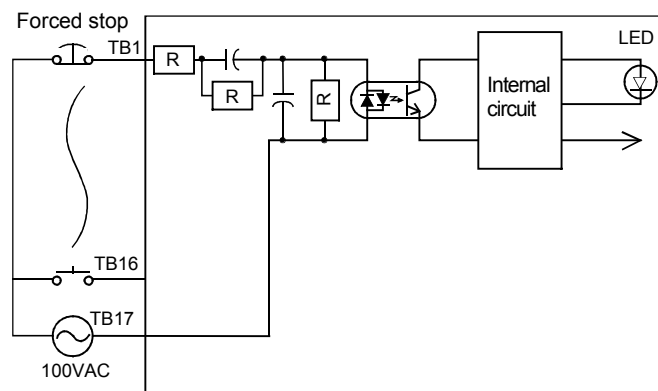 Forced stop
TB1
R
R
R
Internal
circuit
LED
TB16
TB17
100VAC